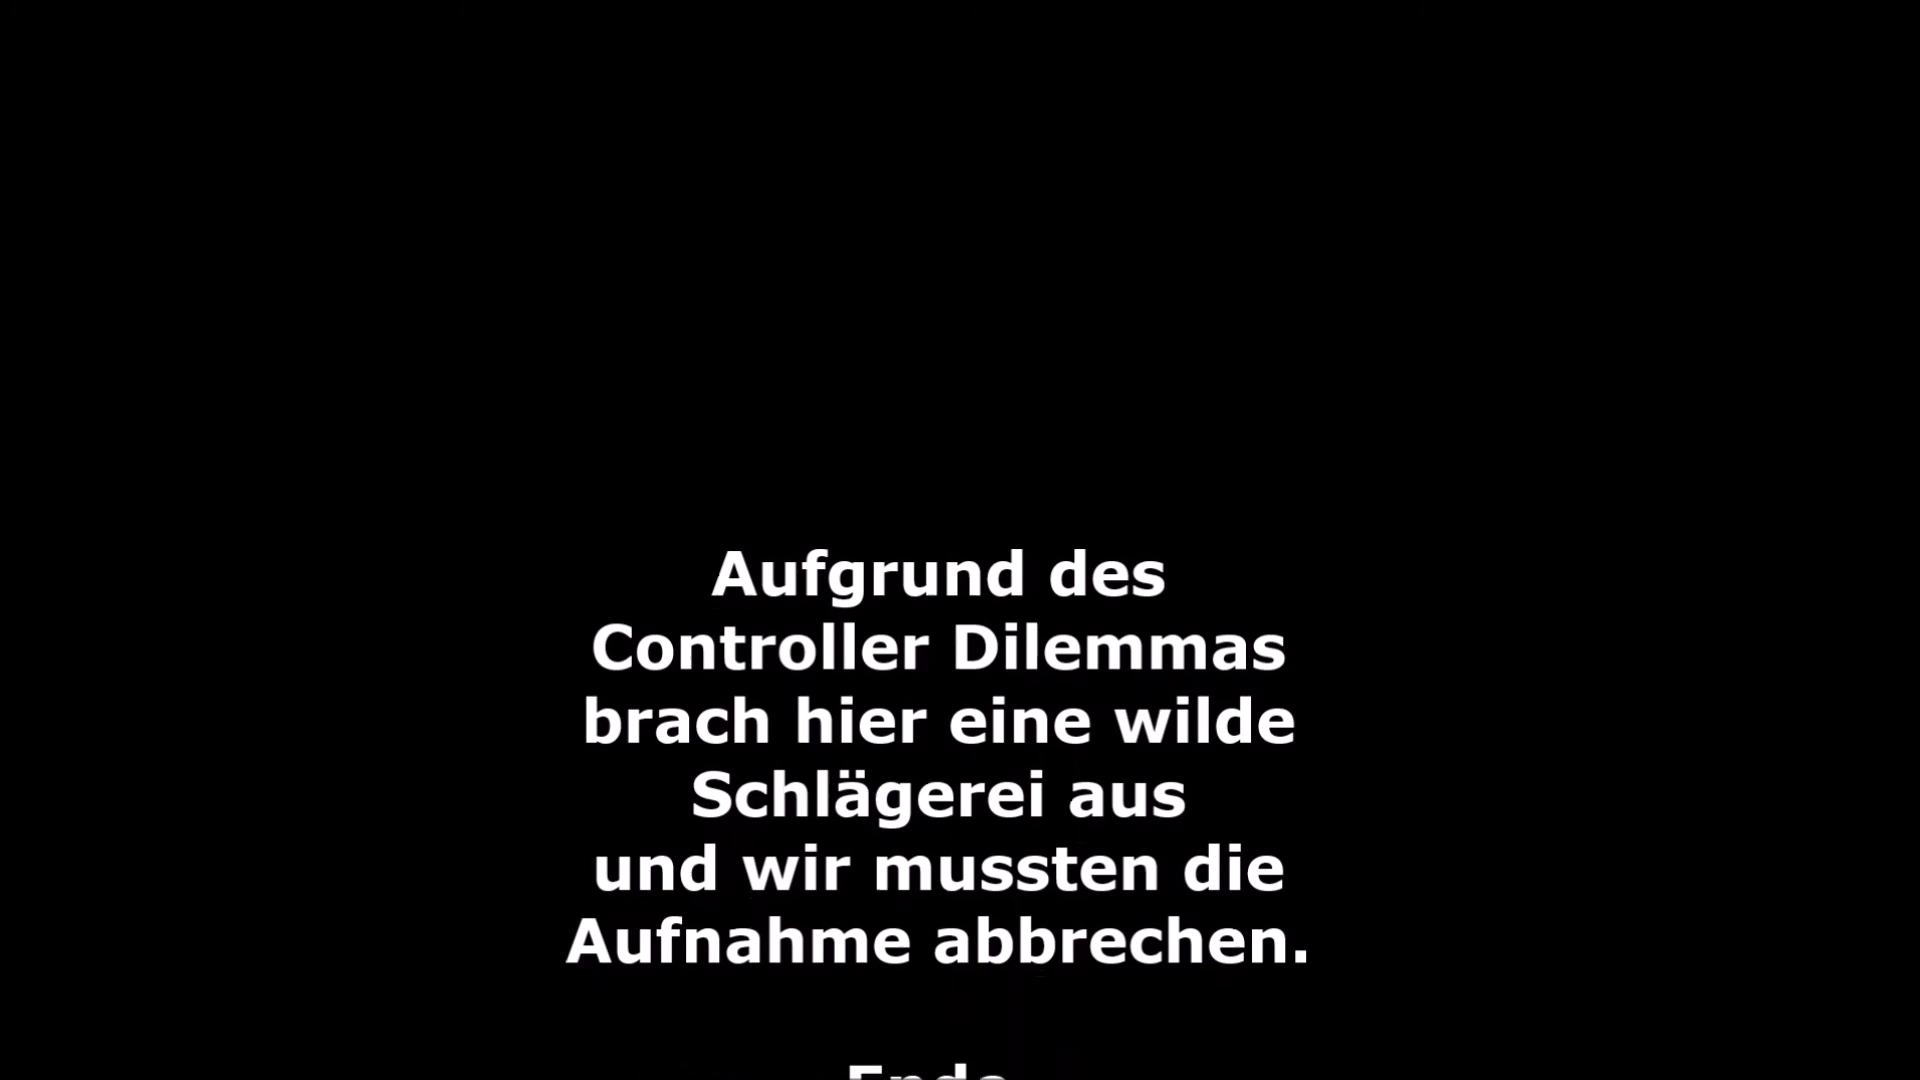 Aufgrund des
Controller Dilemmas
brach hier eine wilde
Schlägerei aus
und wir mussten die
Aufnahme abbrechen.
Ende